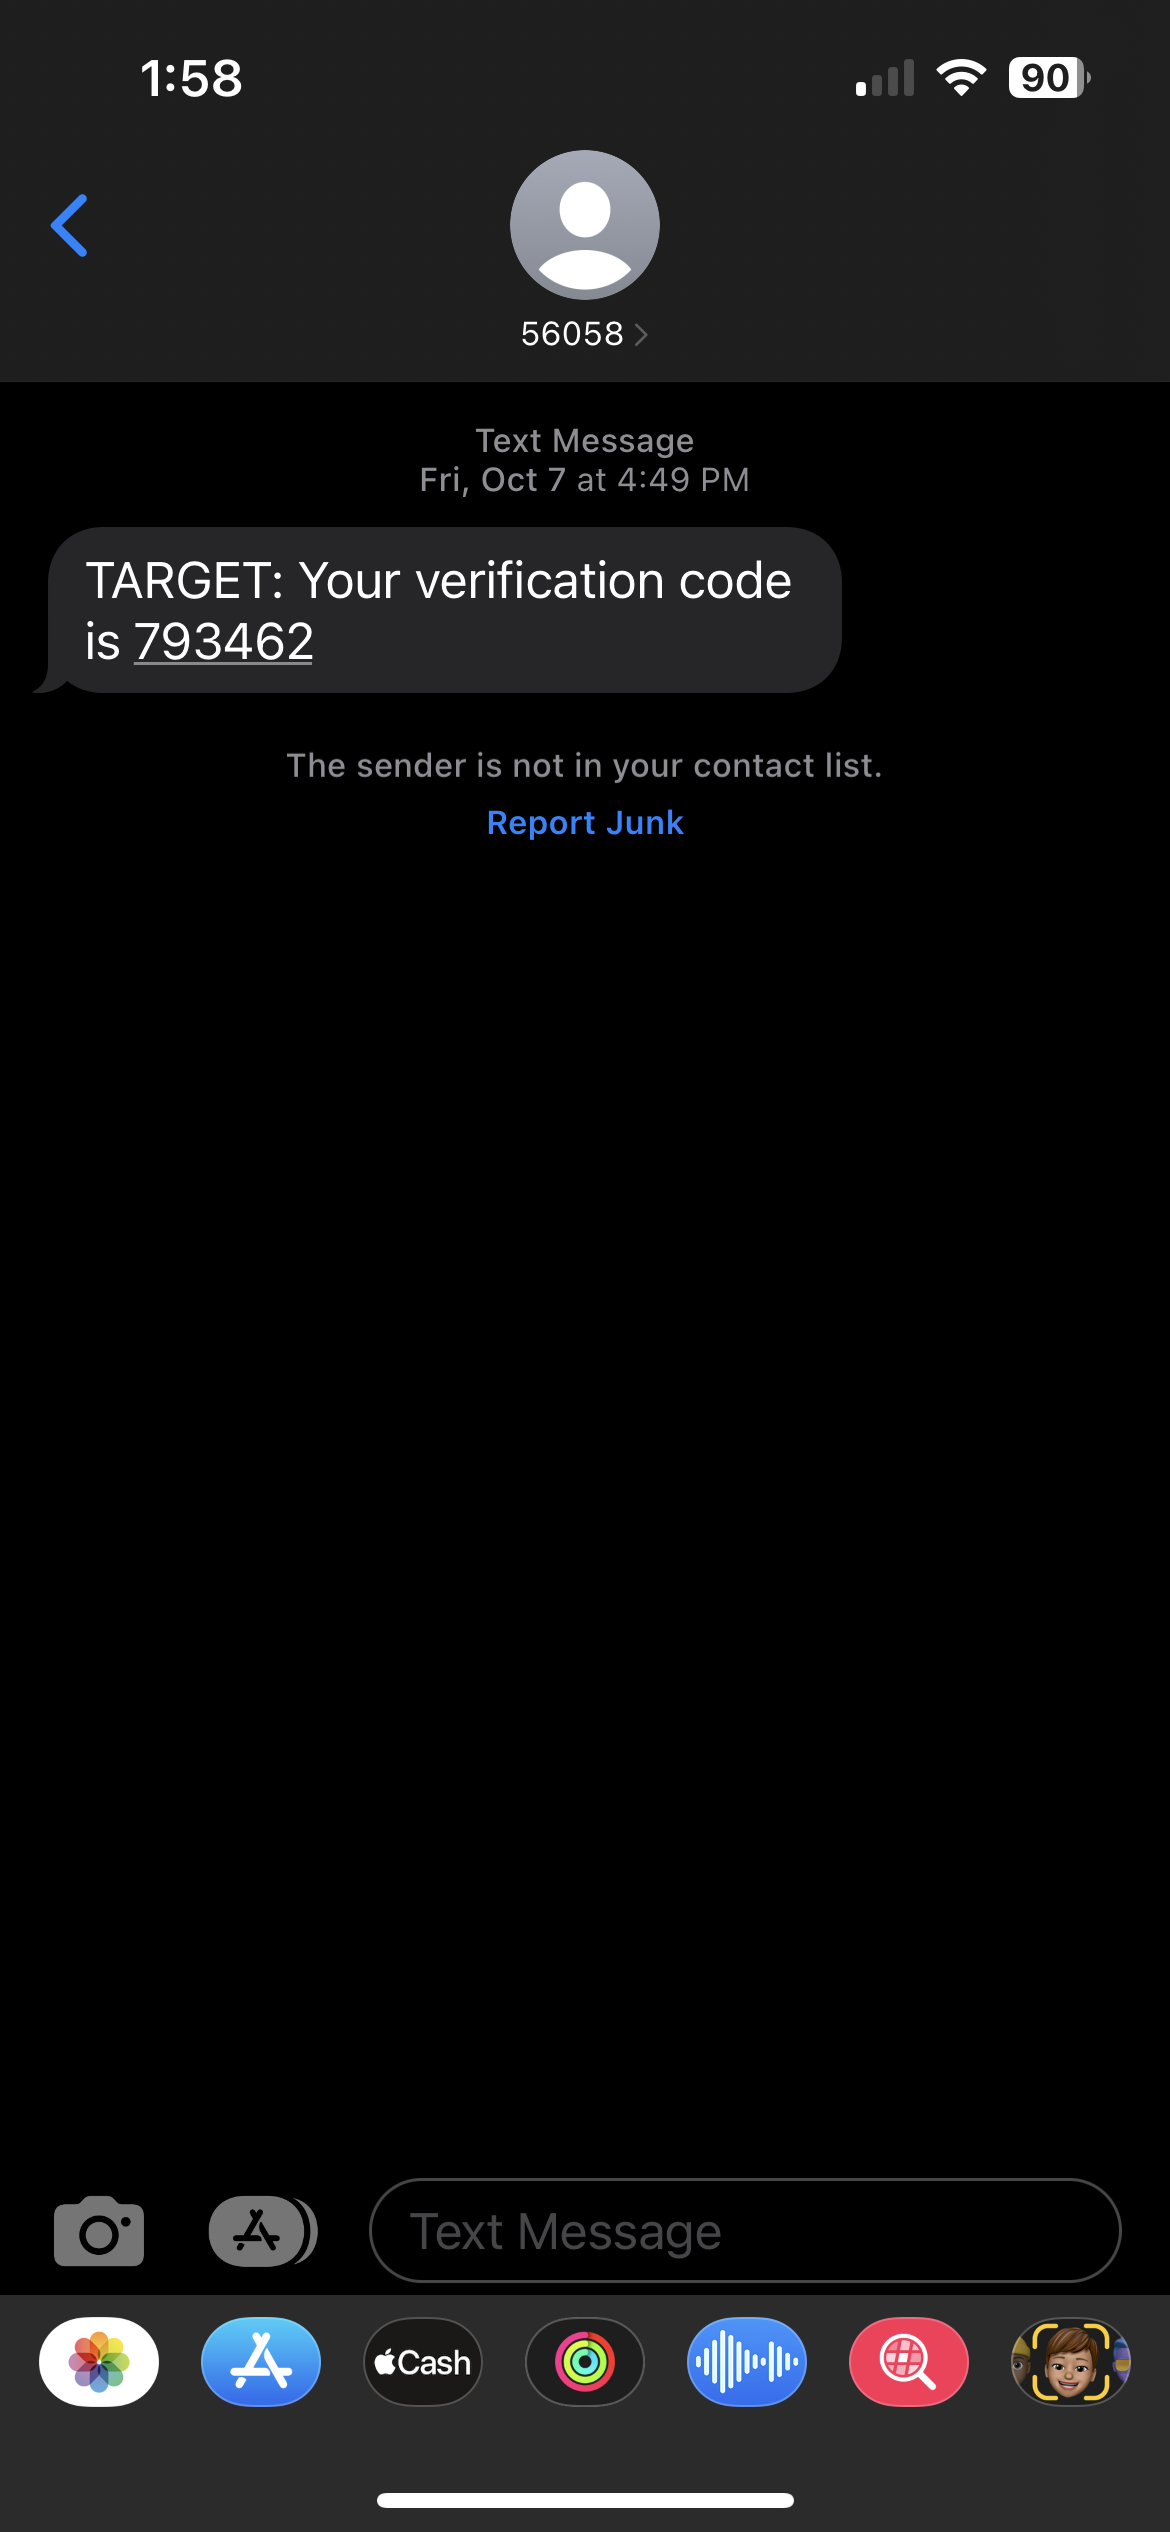 1:58
90
56058
Text Message
Fri, Oct 7 at 4:49 PM
TARGET: Your verification code
is 793462
The sender is not in your contact list.
Report Junk
Text Message
Cash